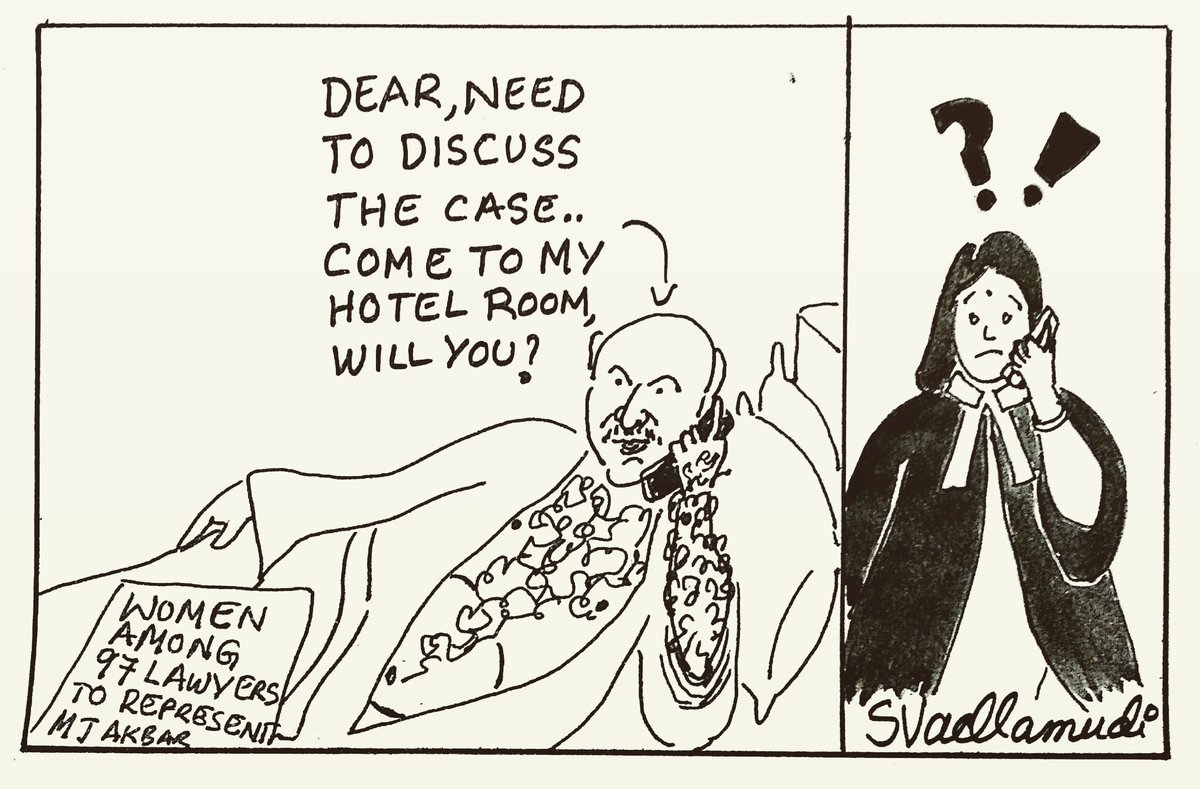 DEAR, NEED
TO DISCUSS
THE CASE..
COME TO MY
HOTEL ROOM,
WILL YOU?
WOMEN
AMONG
97 LAWYERS
TO REPRESENT
M J AKBAR
? !
SVadlamudi